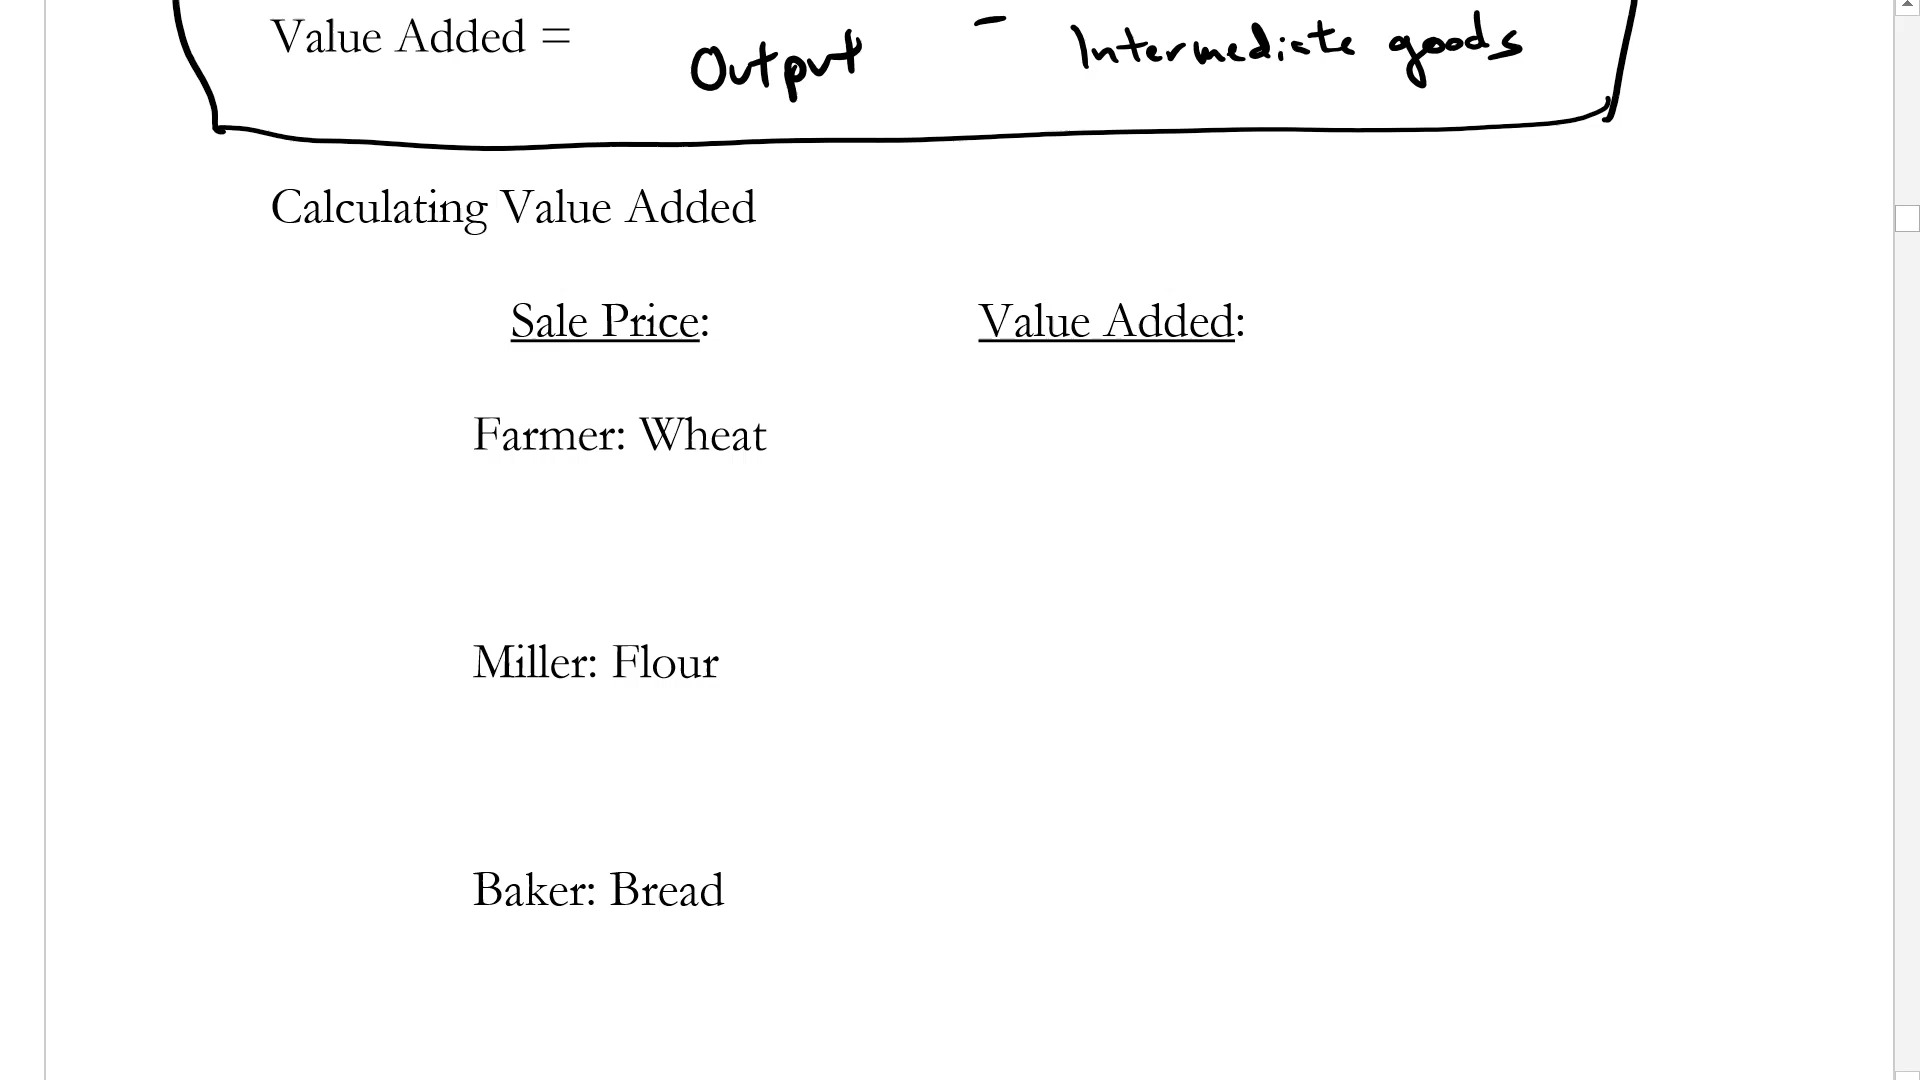 Value Added = Output - Intermediate goods
Calculating Value Added
Sale Price: Value Added:
Farmer: Wheat
Miller: Flour
Baker: Bread